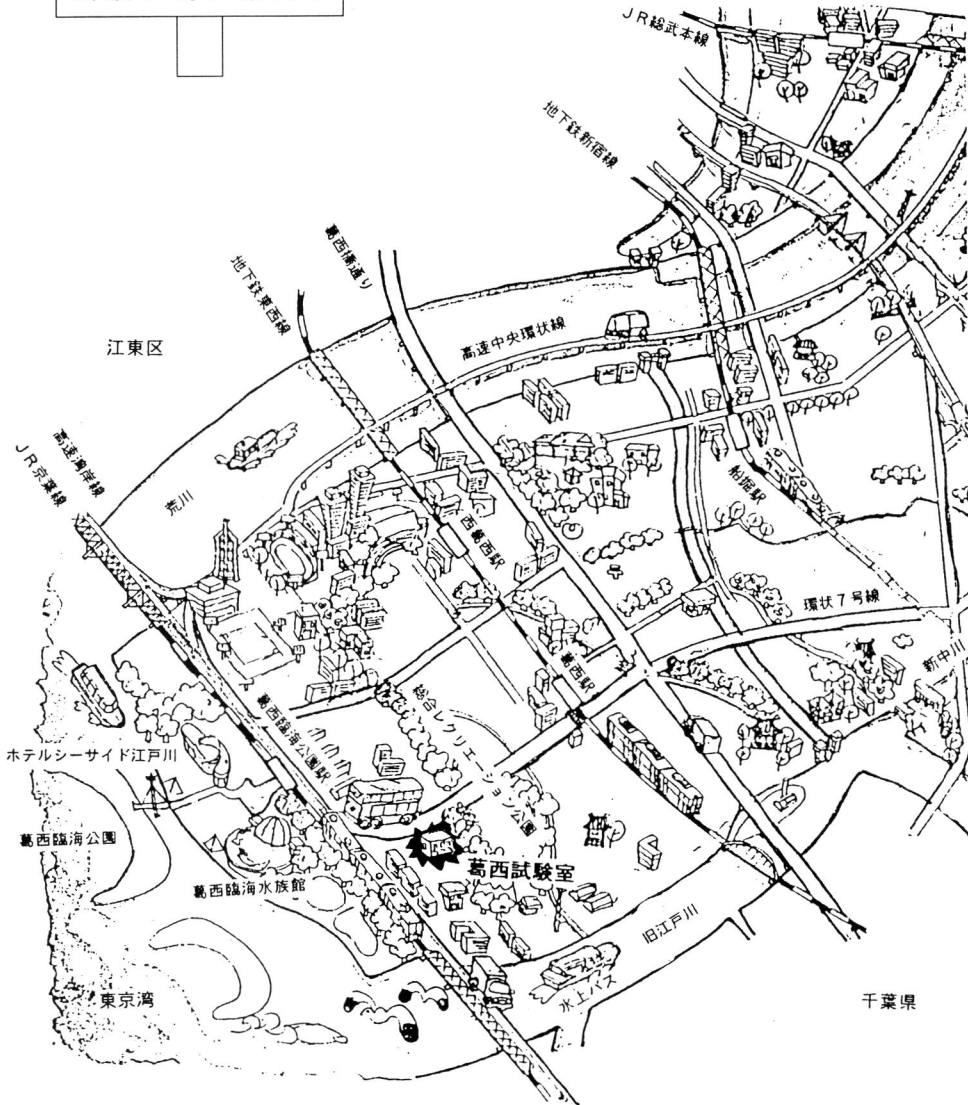 JR総武本線
地下鉄新宿線
葛西橋通り
地下鉄東西線
高速中央環状線
江東区
高速湾岸線
JR京葉線
荒川
西葛西駅
船堀駅
環状7号線
新中川
葛西駅
総合レクリエーション公園
葛西臨海公園駅
ホテルシーサイド江戸川
葛西臨海公園
葛西試験室
葛西臨海水族館
旧江戸川
水上バス
東京湾
千葉県